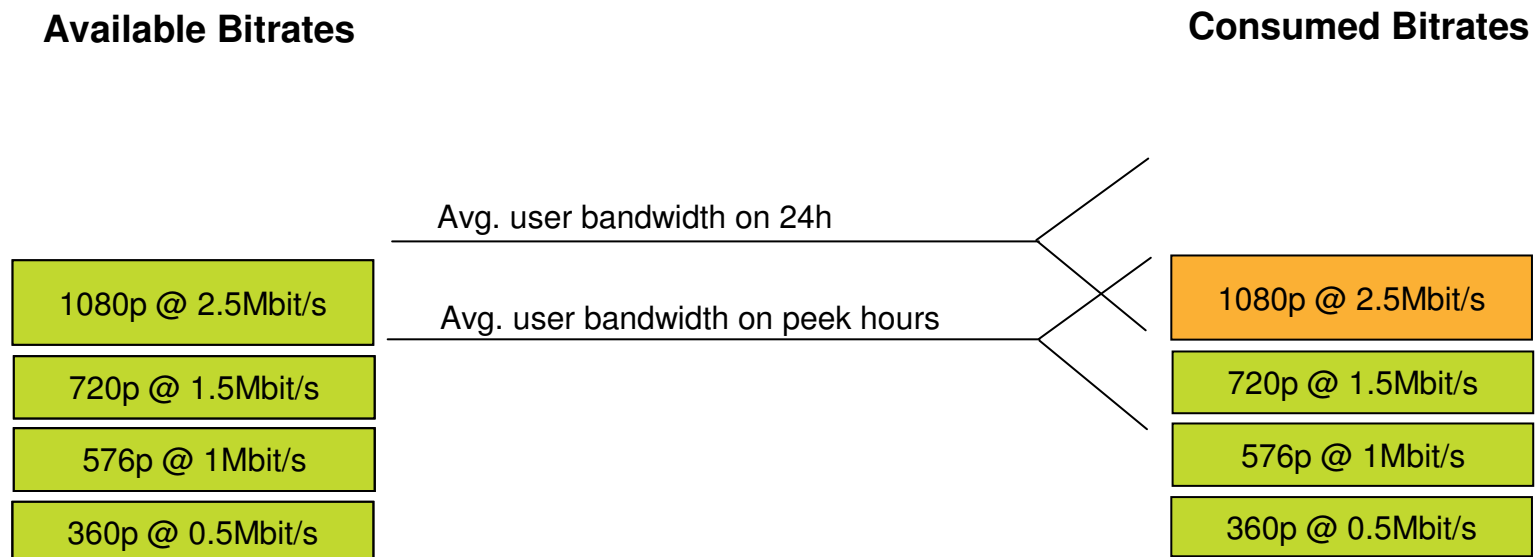 Available Bitrates
Consumed Bitrates
Avg. user bandwidth on 24h
Avg. user bandwidth on peek hours
1080p @ 2.5Mbit/s
720p @ 1.5Mbit/s
576p @ 1Mbit/s
360p @ 0.5Mbit/s
1080p @ 2.5Mbit/s
720p @ 1.5Mbit/s
576p @ 1Mbit/s
360p @ 0.5Mbit/s